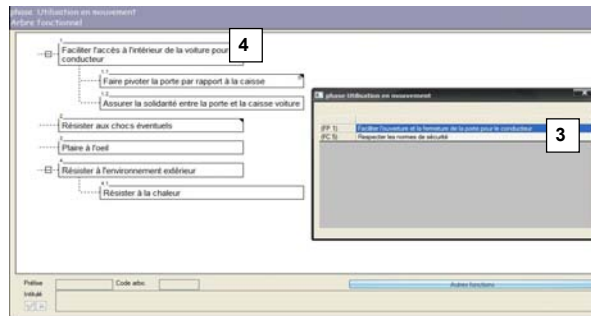 phase Utilisation en mouvement
Arbre fonctionnel
1
Faciliter l'accès à l'intérieur de la voiture pour
conducteur
4
1.1
Faire pivoter la porte par rapport à la caisse
1.2
Assurer la solidarité entre la porte et la caisse voiture
2
Résister aux chocs éventuels
Plaire à l'oeil
4
Résister à l'environnement extérieur
4.1
Résister à la chaleur
phase Utilisation en mouvement
(FP 1) Faciliter l'ouverture et la fermeture de la porte pour le conducteur
(FC 5) Respecter les normes de sécurité
3
Préfixe
Code arbo
Autres fonctions
Intitulé